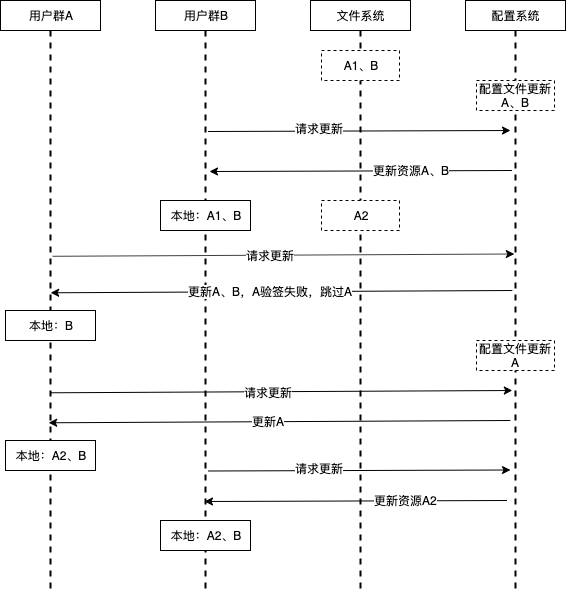 用户群A
用户群B
文件系统
配置系统
A1、B
配置文件更新
A、B
请求更新
更新资源A、B
本地：A1、B
A2
请求更新
更新A、B，A验签失败，跳过A
本地：B
配置文件更新
A
请求更新
更新A
本地：A2、B
请求更新
更新资源A2
本地：A2、B